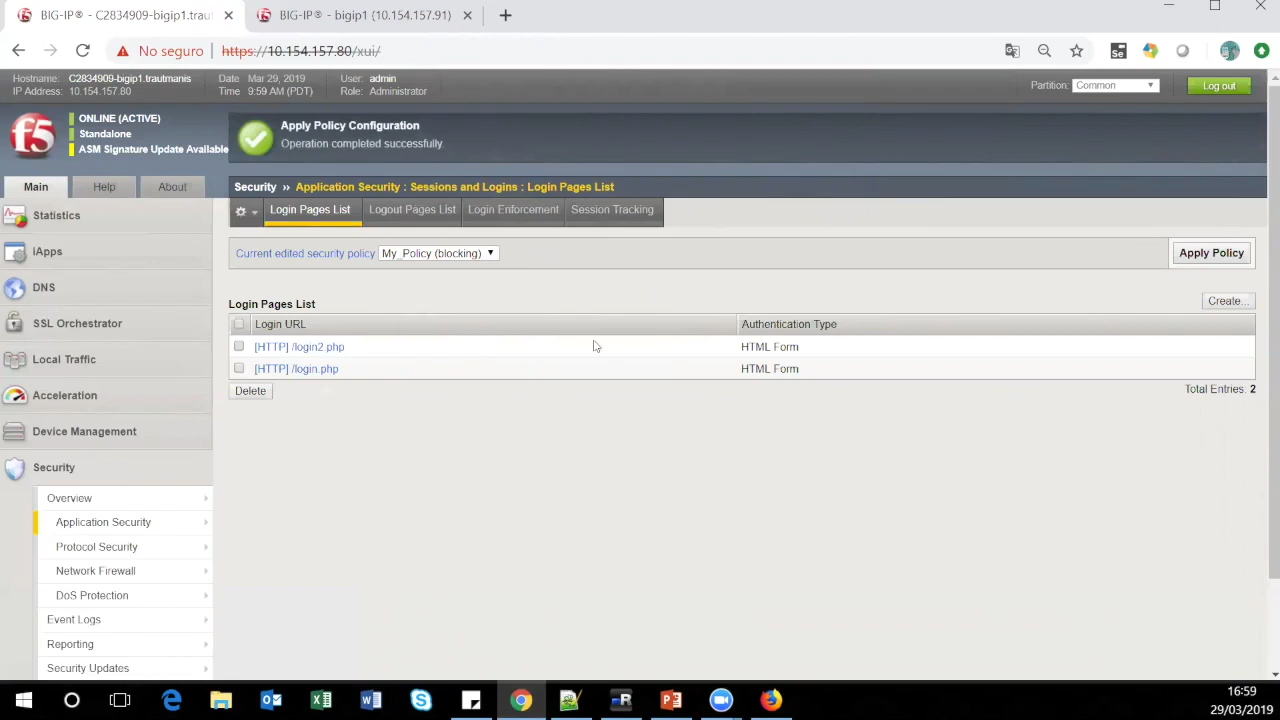 BIG-IP® - C2834909-bigip1.traut
BIG-IP® - bigip1 (10.154.157.91)
No seguro
https://10.154.157.80/xui/
Se
Hostname: C2834909-bigip1.trautmanis
IP Address: 10.154.157.80
Date Mar 29, 2019
Time 9:59 AM (PDT)
User: admin
Role: Administrator
Partition: Common
Log out
f5
ONLINE (ACTIVE)
Standalone
ASM Signature Update Available
Apply Policy Configuration
Operation completed successfully.
Main
Help
About
Security ›› Application Security : Sessions and Logins : Login Pages List
Login Pages List
Logout Pages List
Login Enforcement
Session Tracking
Statistics
iApps
DNS
SSL Orchestrator
Local Traffic
Acceleration
Device Management
Security
Overview
Application Security
Protocol Security
Network Firewall
DoS Protection
Event Logs
Reporting
Security Updates
Current edited security policy My_Policy (blocking)
Apply Policy
Login Pages List
Create...
Login URL
Authentication Type
[HTTP] /login2.php
HTML Form
[HTTP] /login.php
HTML Form
Delete
Total Entries: 2
16:59
29/03/2019